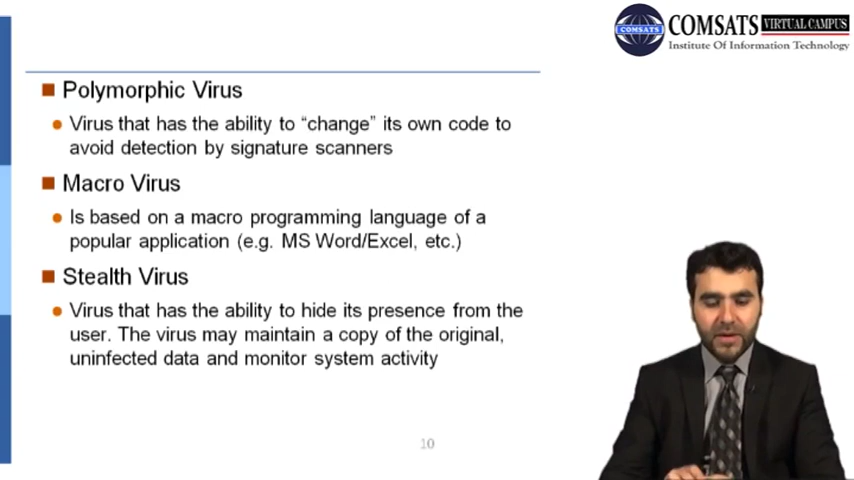 COMSATS VIRTUAL CAMPUS
COMSATS
Institute Of Information Technology
Polymorphic Virus
Virus that has the ability to “change” its own code to
avoid detection by signature scanners
Macro Virus
Is based on a macro programming language of a
popular application (e.g. MS Word/Excel, etc.)
Stealth Virus
Virus that has the ability to hide its presence from the
user. The virus may maintain a copy of the original,
uninfected data and monitor system activity
10